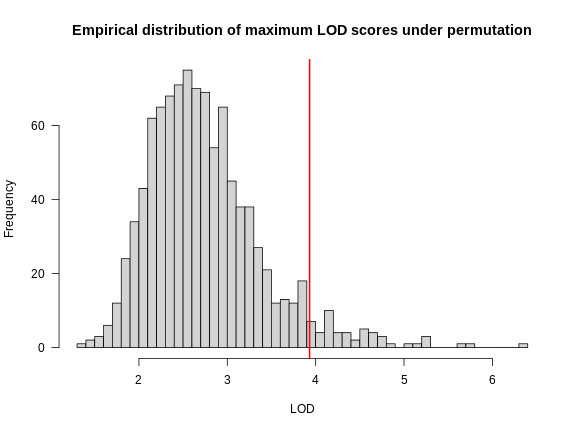 Empirical distribution of maximum LOD scores under permutation
Frequency
60
40
20
0
2 3 4 5 6
LOD